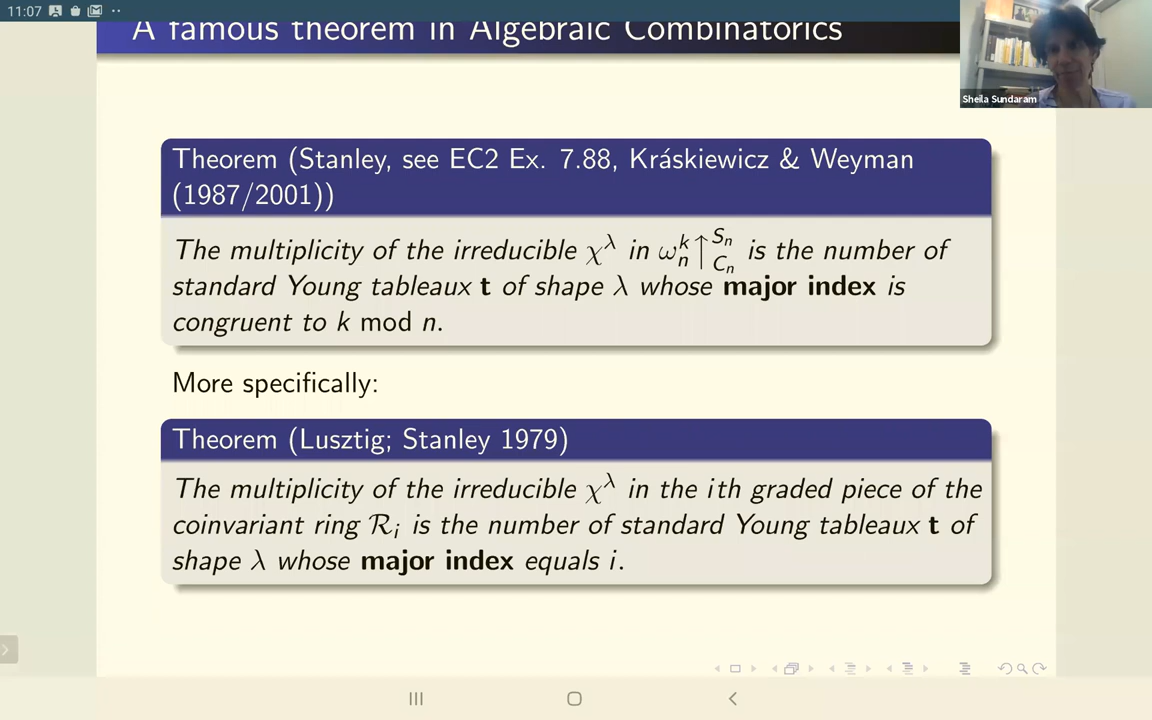 11:07
A famous theorem in Algebraic Combinatorics
Sheila Sundaram
Theorem (Stanley, see EC2 Ex. 7.88, Kráskiewicz & Weyman
(1987/2001))
The multiplicity of the irreducible χ^λ in ω_n^k ↑_{C_n}^{S_n} is the number of
standard Young tableaux t of shape λ whose major index is
congruent to k mod n.
More specifically:
Theorem (Lusztig; Stanley 1979)
The multiplicity of the irreducible χ^λ in the ith graded piece of the
coinvariant ring R_i is the number of standard Young tableaux t of
shape λ whose major index equals i.